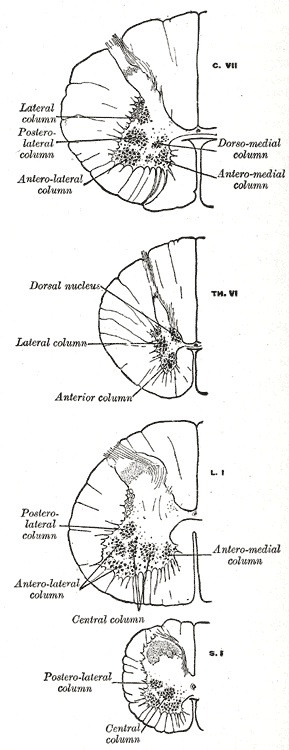 C. VII
Lateral
column
Postero-
lateral
column
Antero-lateral
column
Dorso-medial
column
Antero-medial
column
Dorsal nucleus
TH. VI
Lateral column
Anterior column
L. I
Postero-
lateral
column
Antero-medial
column
Antero-lateral
column
Central column
S. I
Postero-lateral
column
Central
column